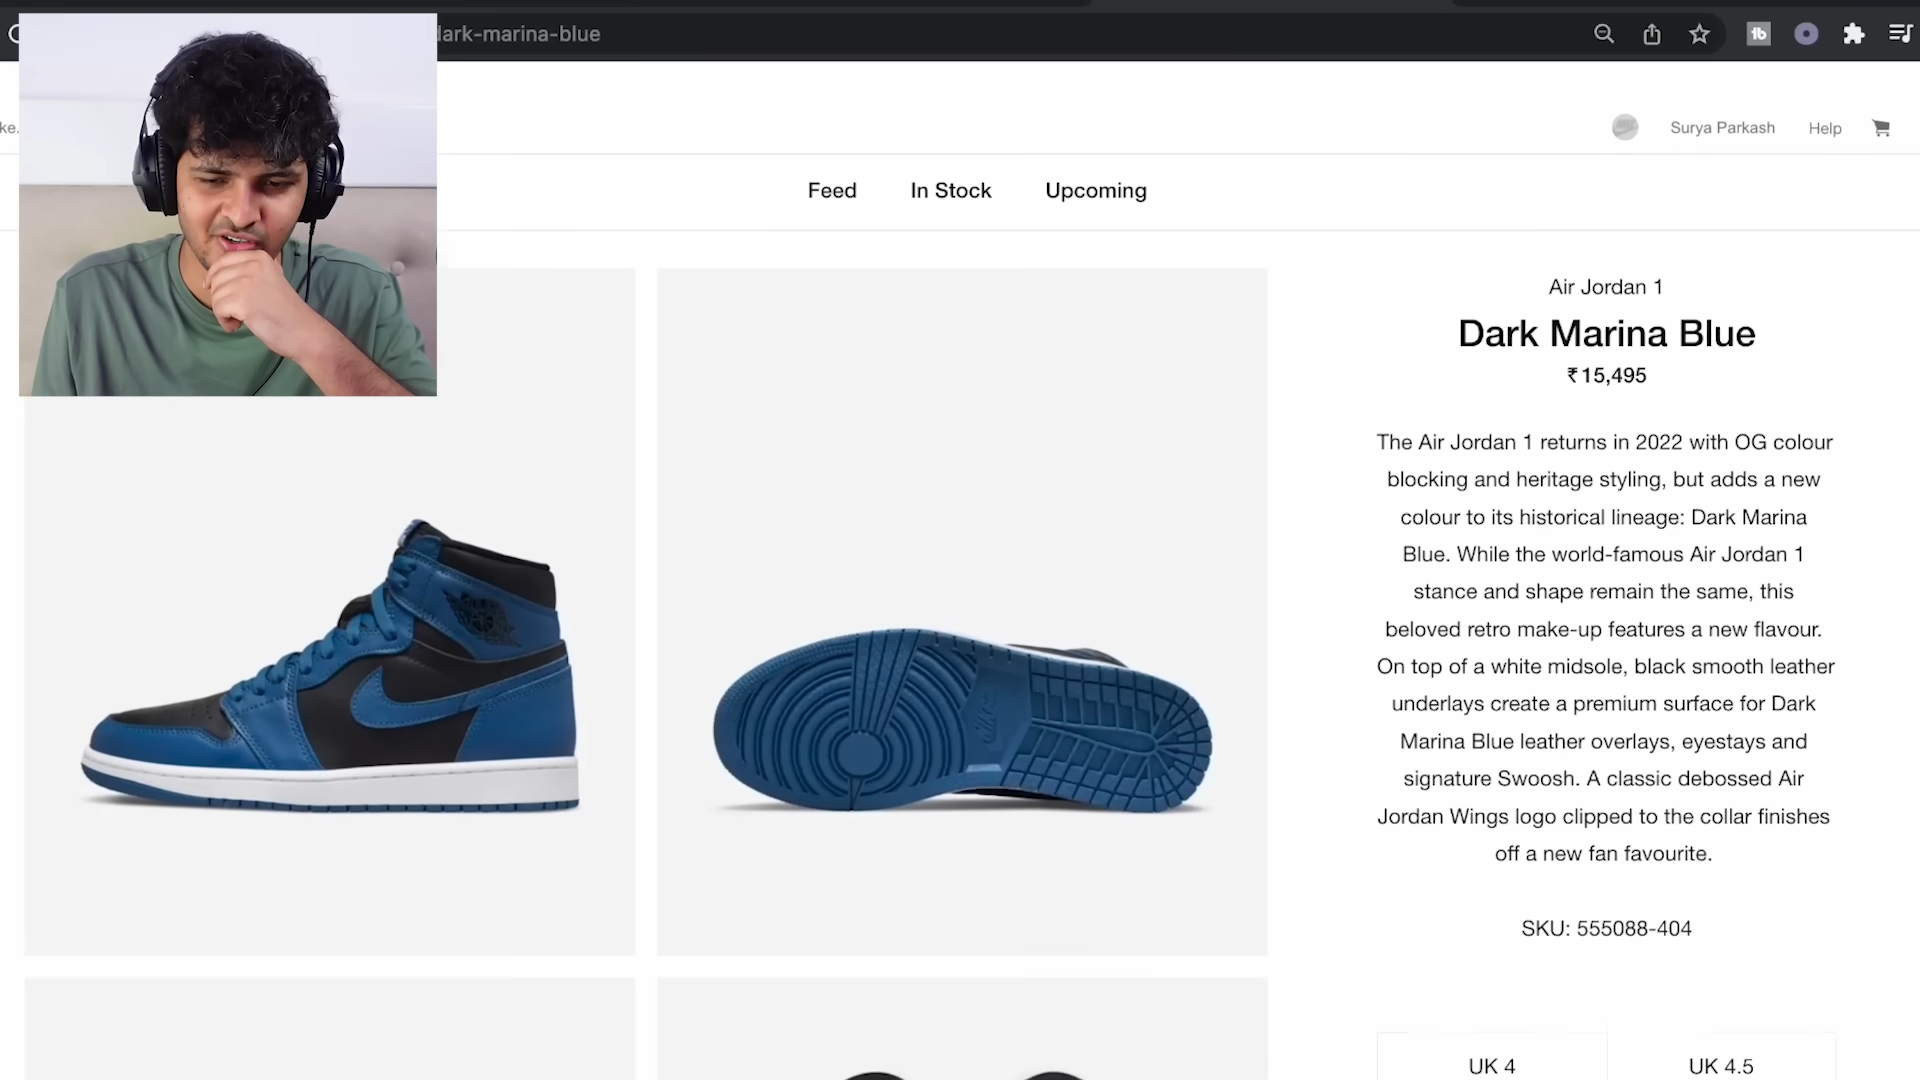 dark-marina-blue
ke.
Surya Parkash
Help
Feed
In Stock
Upcoming
Air Jordan 1
Dark Marina Blue
₹15,495
The Air Jordan 1 returns in 2022 with OG colour
blocking and heritage styling, but adds a new
colour to its historical lineage: Dark Marina
Blue. While the world-famous Air Jordan 1
stance and shape remain the same, this
beloved retro make-up features a new flavour.
On top of a white midsole, black smooth leather
underlays create a premium surface for Dark
Marina Blue leather overlays, eyestays and
signature Swoosh. A classic debossed Air
Jordan Wings logo clipped to the collar finishes
off a new fan favourite.
SKU: 555088-404
UK 4
UK 4.5